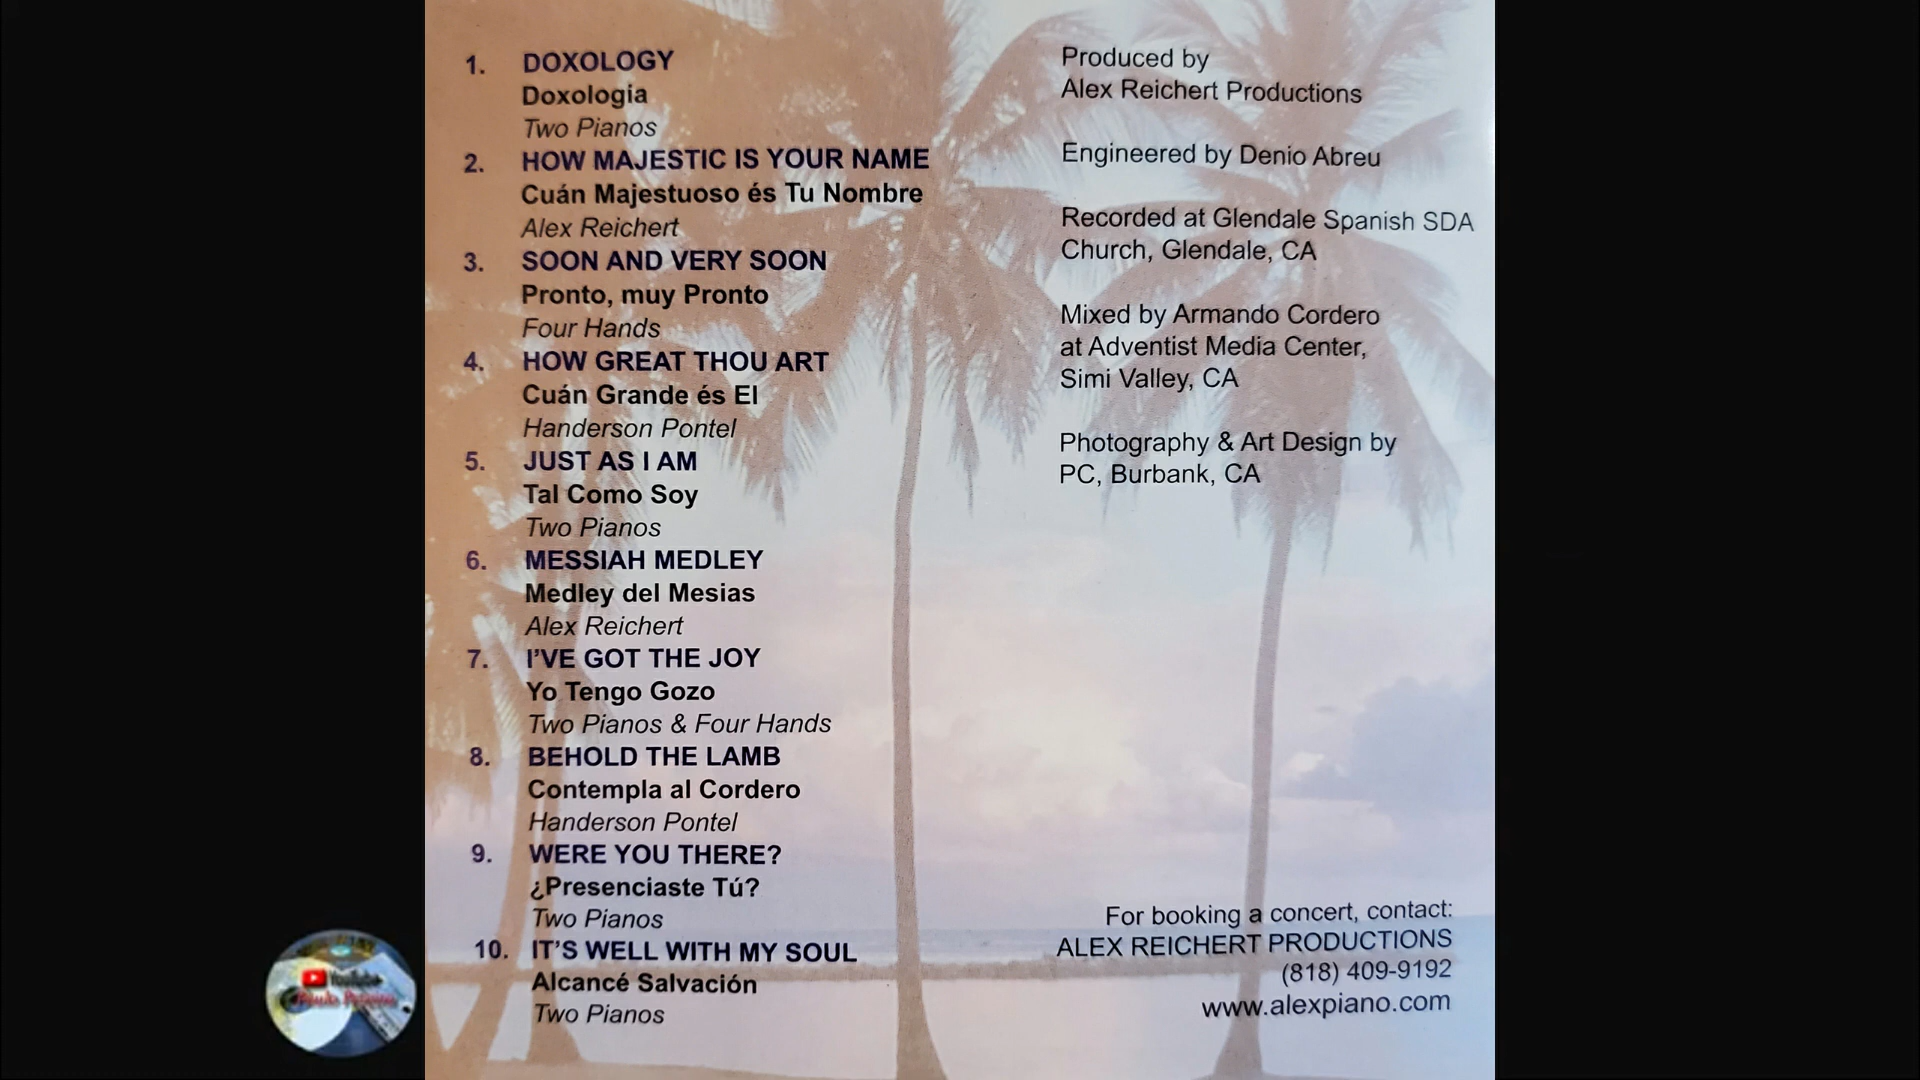 1. DOXOLOGY
Doxologia
Two Pianos
2. HOW MAJESTIC IS YOUR NAME
Cuán Majestuoso és Tu Nombre
Alex Reichert
3. SOON AND VERY SOON
Pronto, muy Pronto
Four Hands
4. HOW GREAT THOU ART
Cuán Grande és El
Handerson Pontel
5. JUST AS I AM
Tal Como Soy
Two Pianos
6. MESSIAH MEDLEY
Medley del Mesias
Alex Reichert
7. I'VE GOT THE JOY
Yo Tengo Gozo
Two Pianos & Four Hands
8. BEHOLD THE LAMB
Contempla al Cordero
Handerson Pontel
9. WERE YOU THERE?
¿Presenciaste Tú?
Two Pianos
10. IT'S WELL WITH MY SOUL
Alcancé Salvación
Two Pianos
Produced by
Alex Reichert Productions
Engineered by Denio Abreu
Recorded at Glendale Spanish SDA
Church, Glendale, CA
Mixed by Armando Cordero
at Adventist Media Center,
Simi Valley, CA
Photography & Art Design by
PC, Burbank, CA
For booking a concert, contact:
ALEX REICHERT PRODUCTIONS
(818) 409-9192
www.alexpiano.com
YouTube